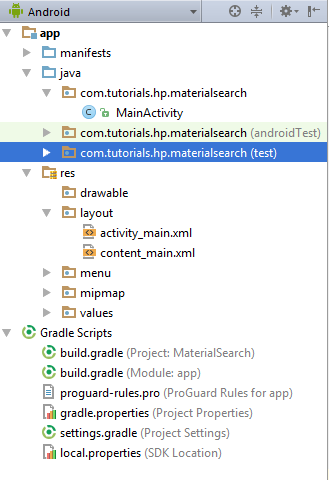 Android
app
manifests
java
com.tutorials.hp.materialsearch
C MainActivity
com.tutorials.hp.materialsearch (androidTest)
com.tutorials.hp.materialsearch (test)
res
drawable
layout
activity_main.xml
content_main.xml
menu
mipmap
values
Gradle Scripts
build.gradle (Project: MaterialSearch)
build.gradle (Module: app)
proguard-rules.pro (ProGuard Rules for app)
gradle.properties (Project Properties)
settings.gradle (Project Settings)
local.properties (SDK Location)